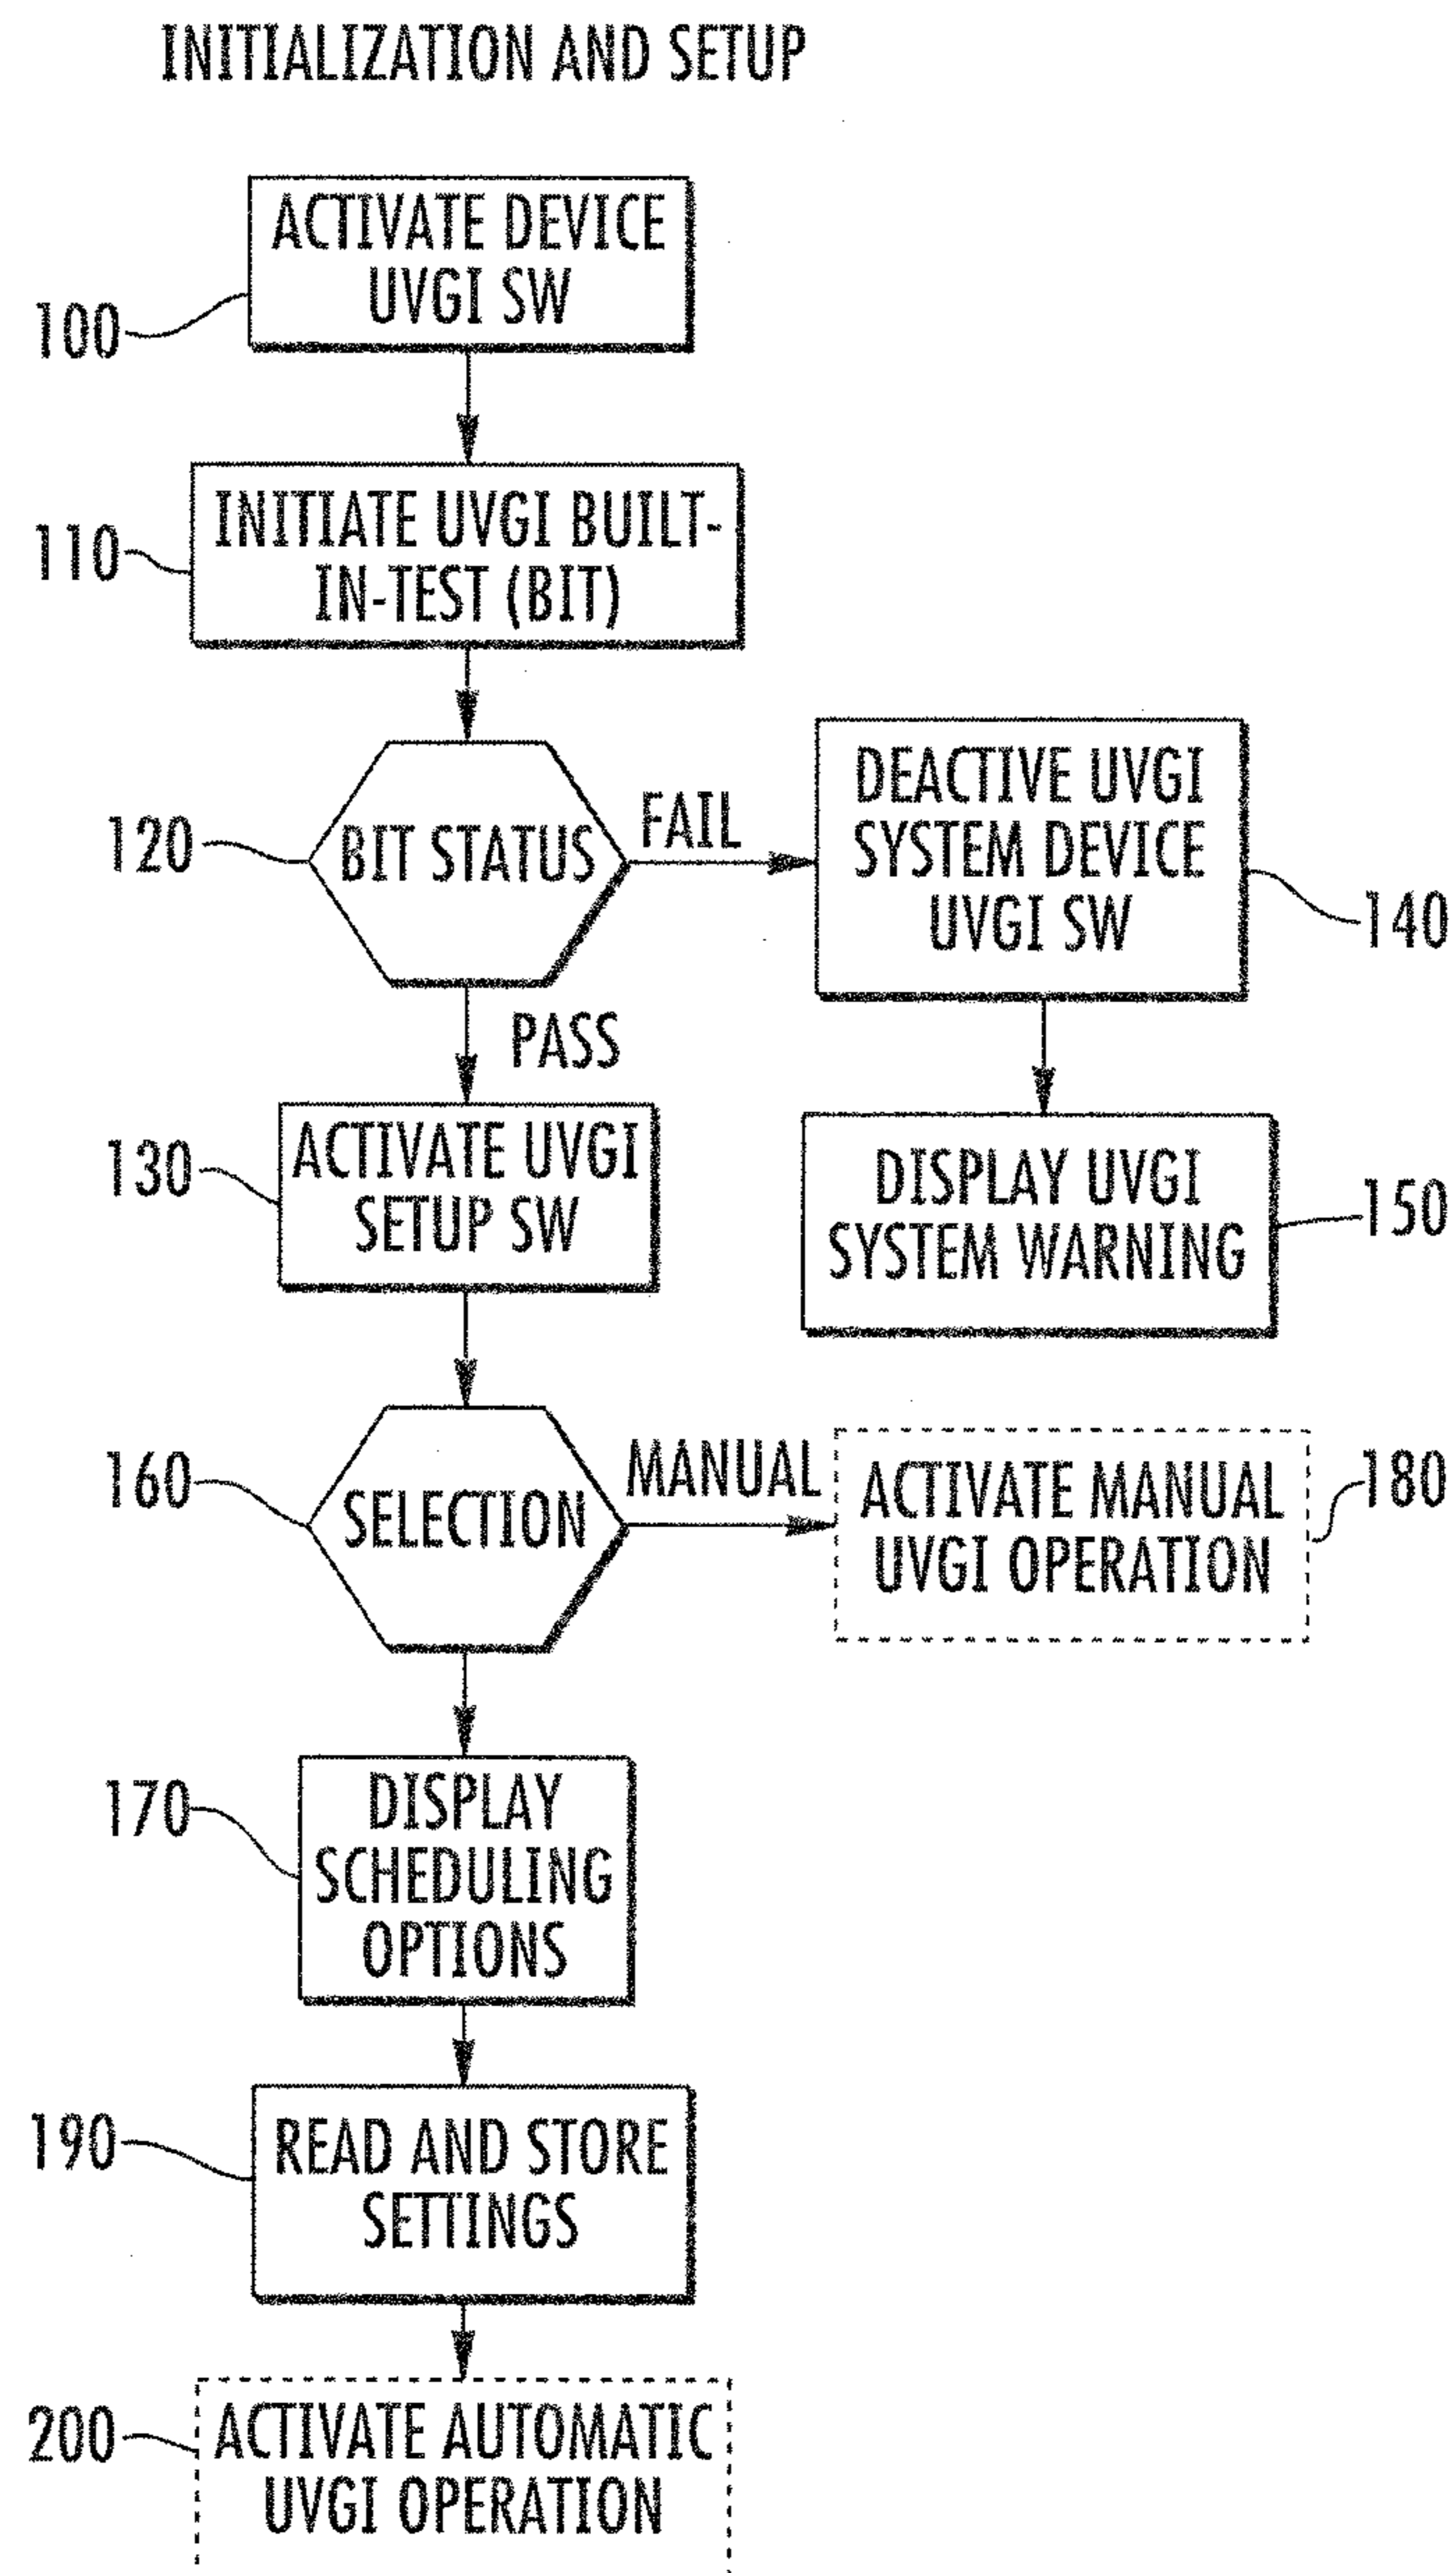 INITIALIZATION AND SETUP
ACTIVATE DEVICE
UVGI SW
100
INITIATE UVGI BUILT-
IN-TEST (BIT)
110
BIT STATUS
120
FAIL
DEACTIVE UVGI
SYSTEM DEVICE
UVGI SW
140
PASS
ACTIVATE UVGI
SETUP SW
130
DISPLAY UVGI
SYSTEM WARNING
150
SELECTION
160
MANUAL
ACTIVATE MANUAL
UVGI OPERATION
180
DISPLAY
SCHEDULING
OPTIONS
170
READ AND STORE
SETTINGS
190
ACTIVATE AUTOMATIC
UVGI OPERATION
200